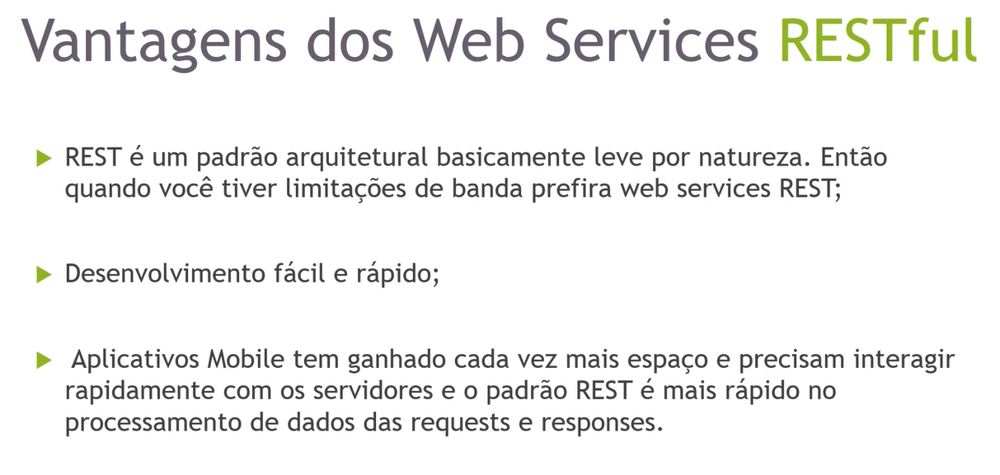 Vantagens dos Web Services RESTful
REST é um padrão arquitetural basicamente leve por natureza. Então
quando você tiver limitações de banda prefira web services REST;
Desenvolvimento fácil e rápido;
Aplicativos Mobile tem ganhado cada vez mais espaço e precisam interagir
rapidamente com os servidores e o padrão REST é mais rápido no
processamento de dados das requests e responses.